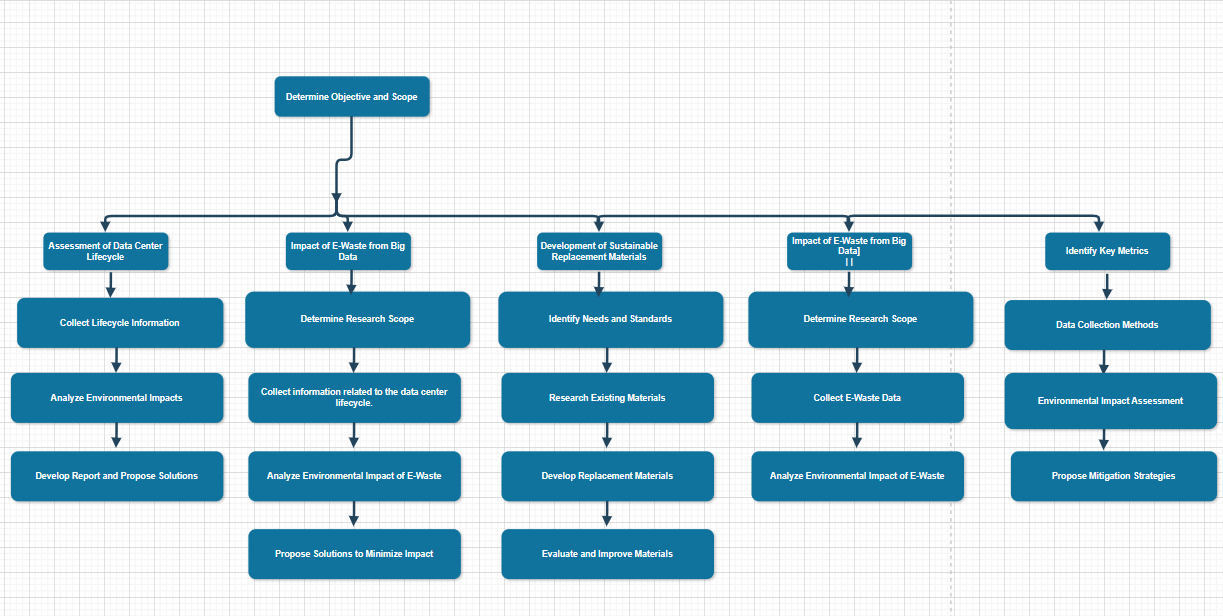 Determine Objective and Scope
Assessment of Data Center
Lifecycle
Impact of E-Waste from Big
Data
Development of Sustainable
Replacement Materials
Impact of E-Waste from Big
Data]
| |
Identify Key Metrics
Collect Lifecycle Information
Determine Research Scope
Identify Needs and Standards
Determine Research Scope
Data Collection Methods
Analyze Environmental Impacts
Collect information related to the data center
lifecycle.
Research Existing Materials
Collect E-Waste Data
Environmental Impact Assessment
Develop Report and Propose Solutions
Analyze Environmental Impact of E-Waste
Develop Replacement Materials
Analyze Environmental Impact of E-Waste
Propose Mitigation Strategies
Propose Solutions to Minimize Impact
Evaluate and Improve Materials